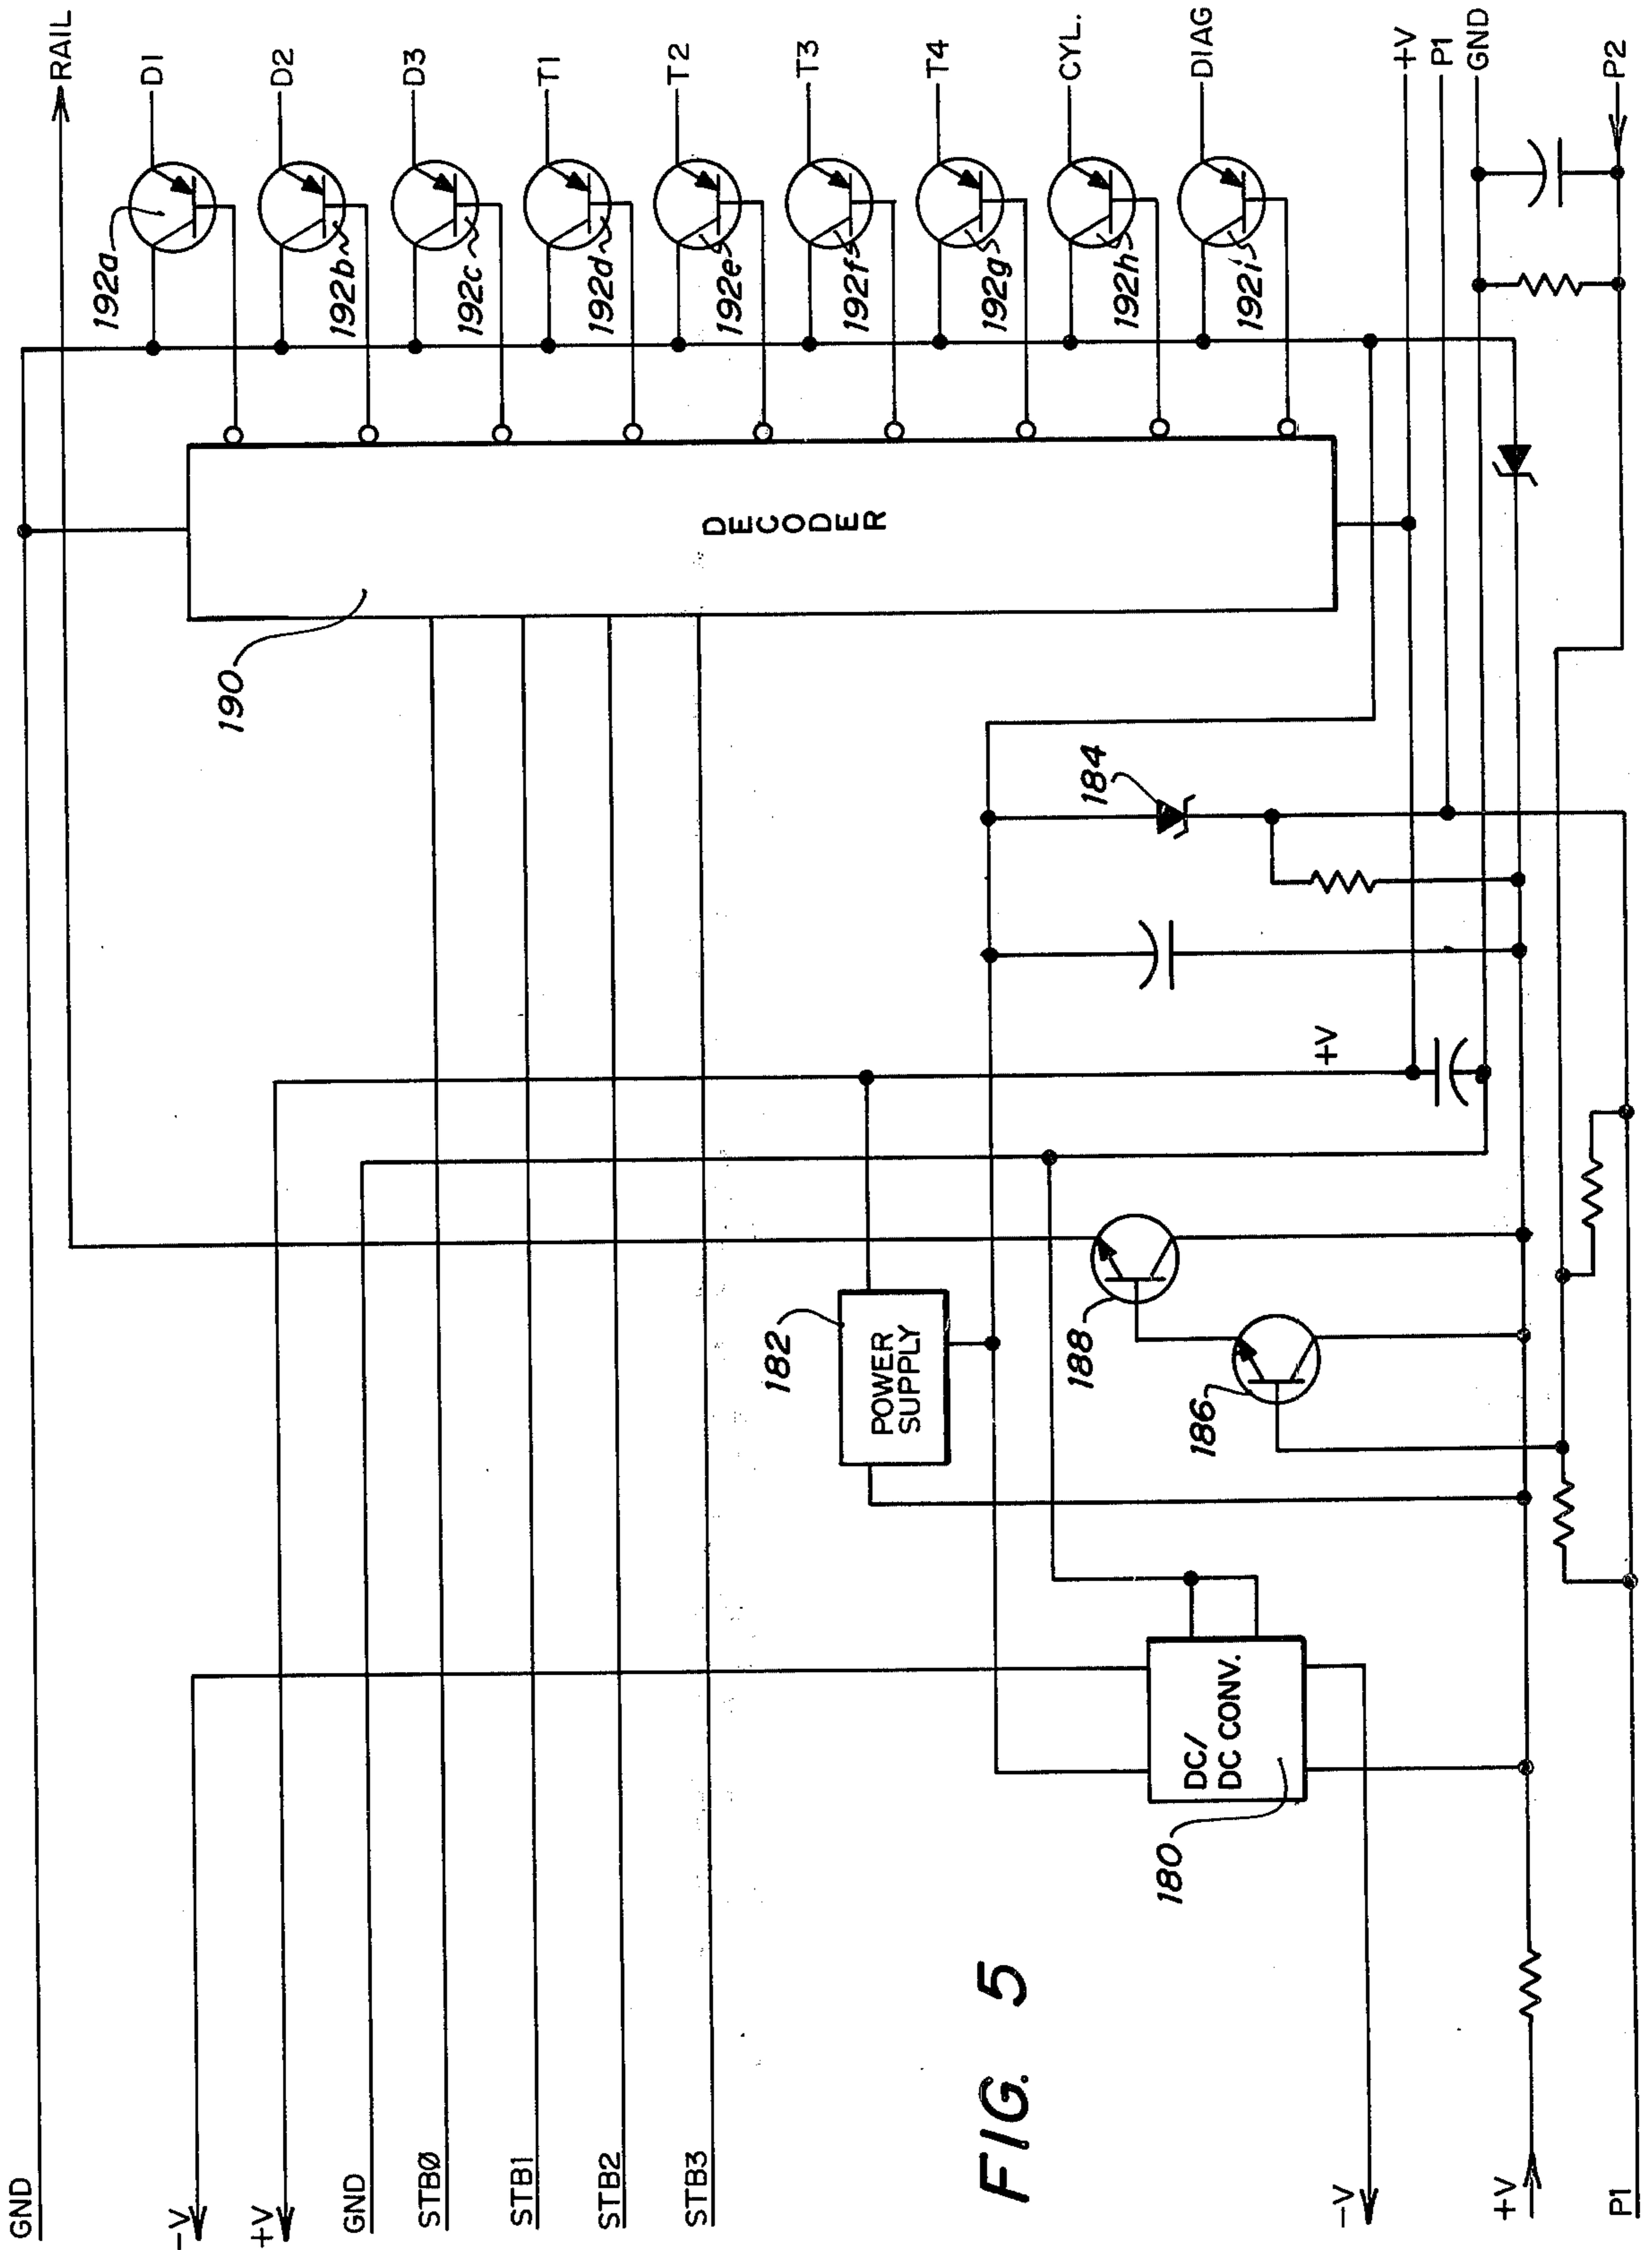 RAIL
D1
D2
D3
T1
T2
T3
T4
CYL.
DIAG
+V
P1
GND
P2
192a
192b
192c
192d
192e
192f
192g
192h
192i
DECODER
190
184
+V
182
POWER
SUPPLY
188
186
DC/
DC CONV.
180
FIG. 5
GND
-V
+V
GND
STBØ
STB1
STB2
STB3
-V
+V
P1